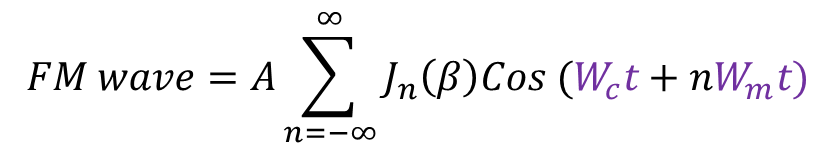 FM wave = A ∑_{n=-∞}^{∞} J_n(β)Cos (W_c t + nW_m t)